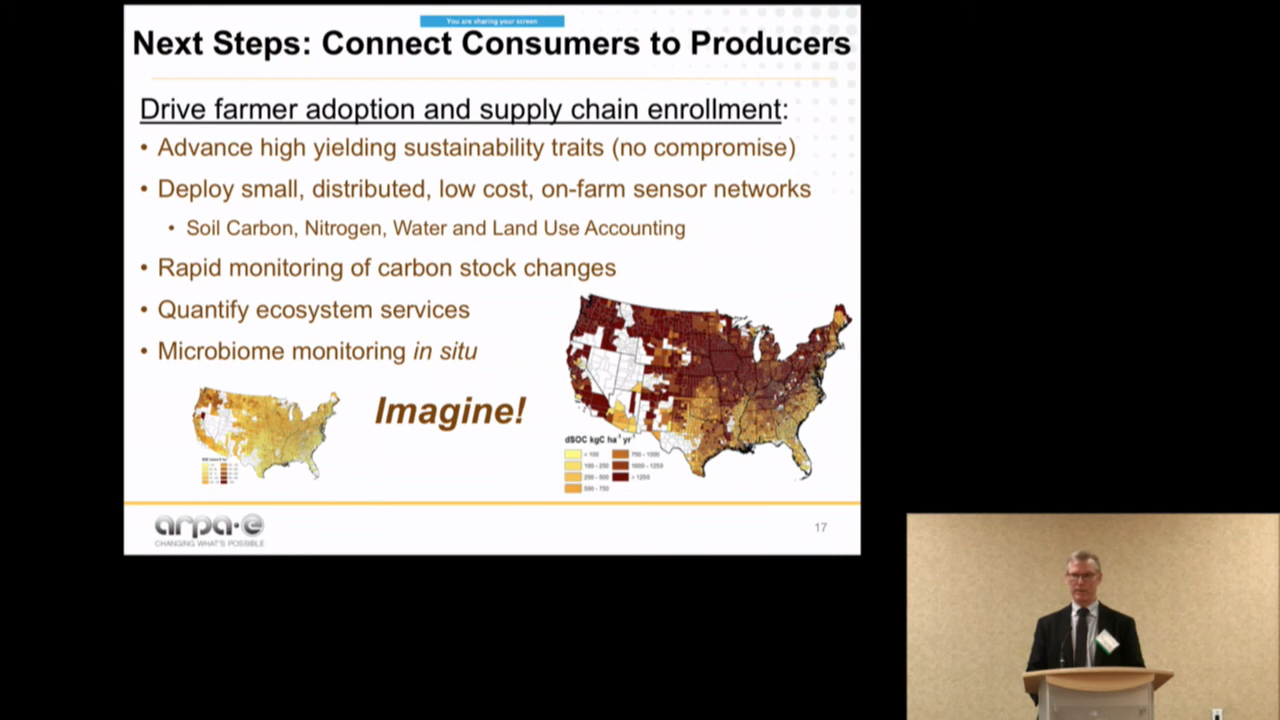 You are sharing your screen
Next Steps: Connect Consumers to Producers
Drive farmer adoption and supply chain enrollment:
• Advance high yielding sustainability traits (no compromise)
• Deploy small, distributed, low cost, on-farm sensor networks
• Soil Carbon, Nitrogen, Water and Land Use Accounting
• Rapid monitoring of carbon stock changes
• Quantify ecosystem services
• Microbiome monitoring in situ
Imagine!
dSOC kgC ha⁻¹ yr⁻¹
< 100
100 - 250
250 - 500
500 - 750
750 - 1000
1000 - 1250
> 1250
arpa·e
CHANGING WHAT'S POSSIBLE
17